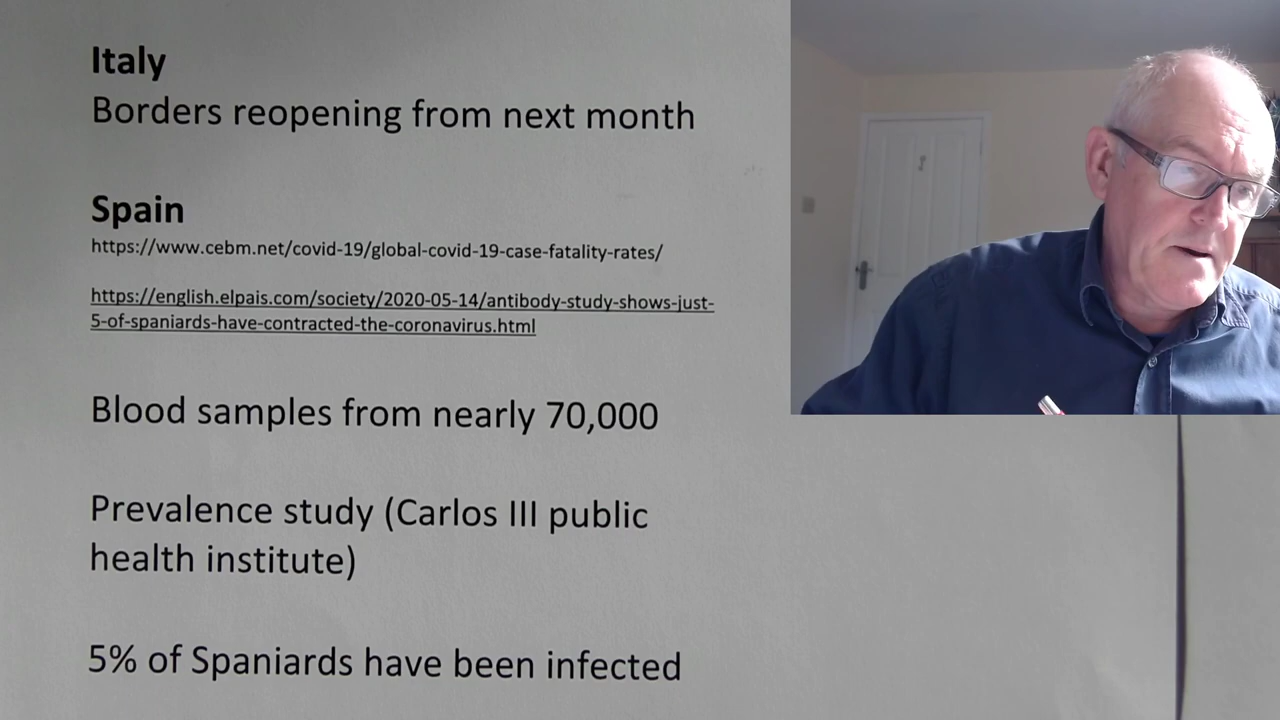 Italy
Borders reopening from next month
Spain
https://www.cebm.net/covid-19/global-covid-19-case-fatality-rates/
https://english.elpais.com/society/2020-05-14/antibody-study-shows-just-
5-of-spaniards-have-contracted-the-coronavirus.html
Blood samples from nearly 70,000
Prevalence study (Carlos III public
health institute)
5% of Spaniards have been infected